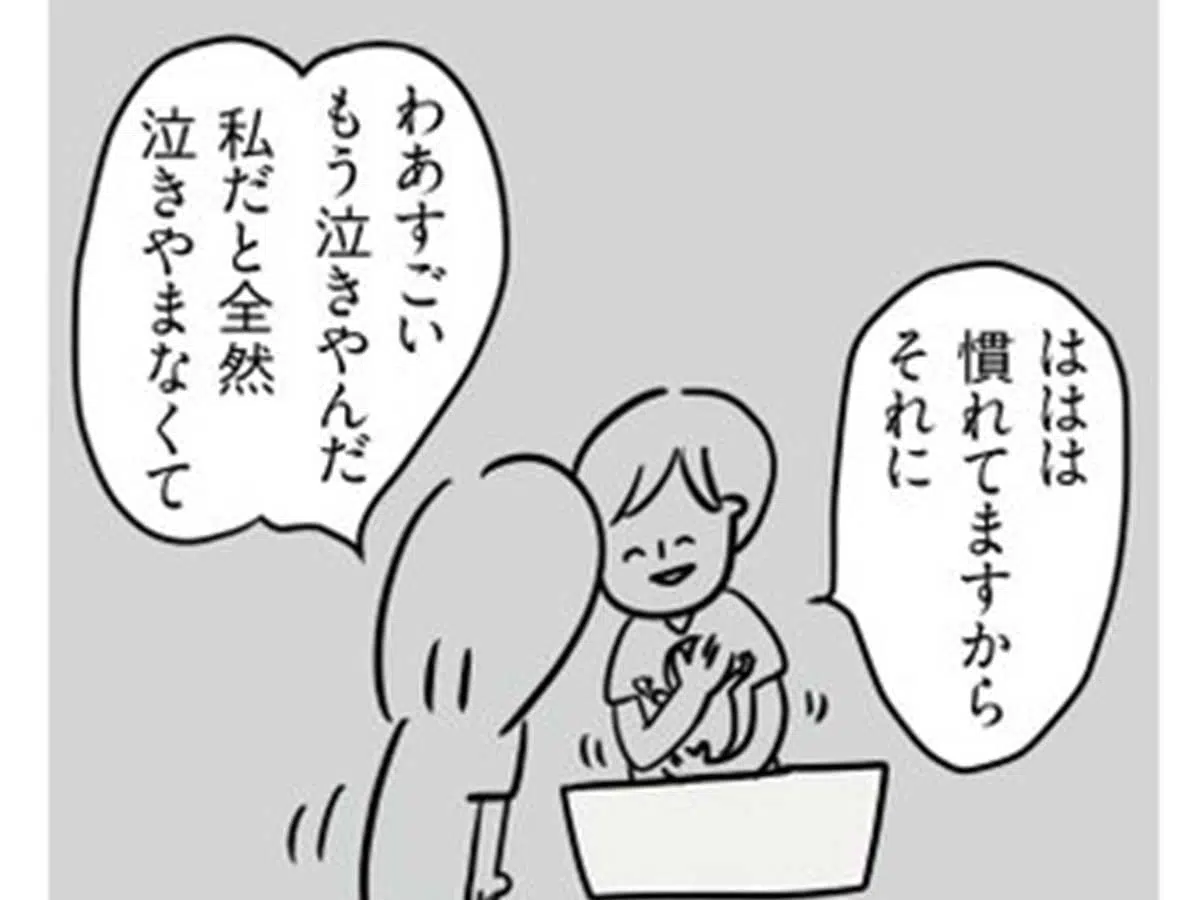 わあすごい
もう泣きやんだ
私だと全然
泣きやまなくて
ははは
慣れてますから
それに